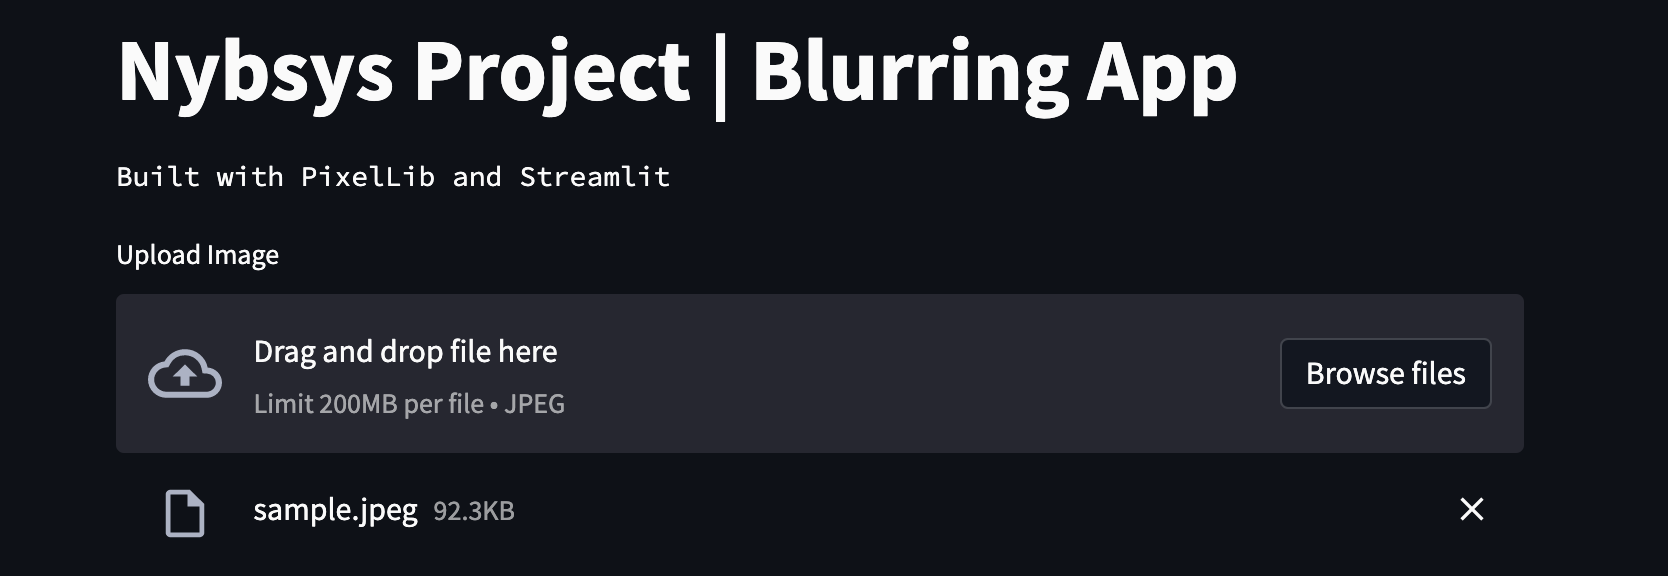 Nybsys Project | Blurring App
Built with PixelLib and Streamlit
Upload Image
Drag and drop file here
Limit 200MB per file • JPEG
Browse files
sample.jpeg 92.3KB